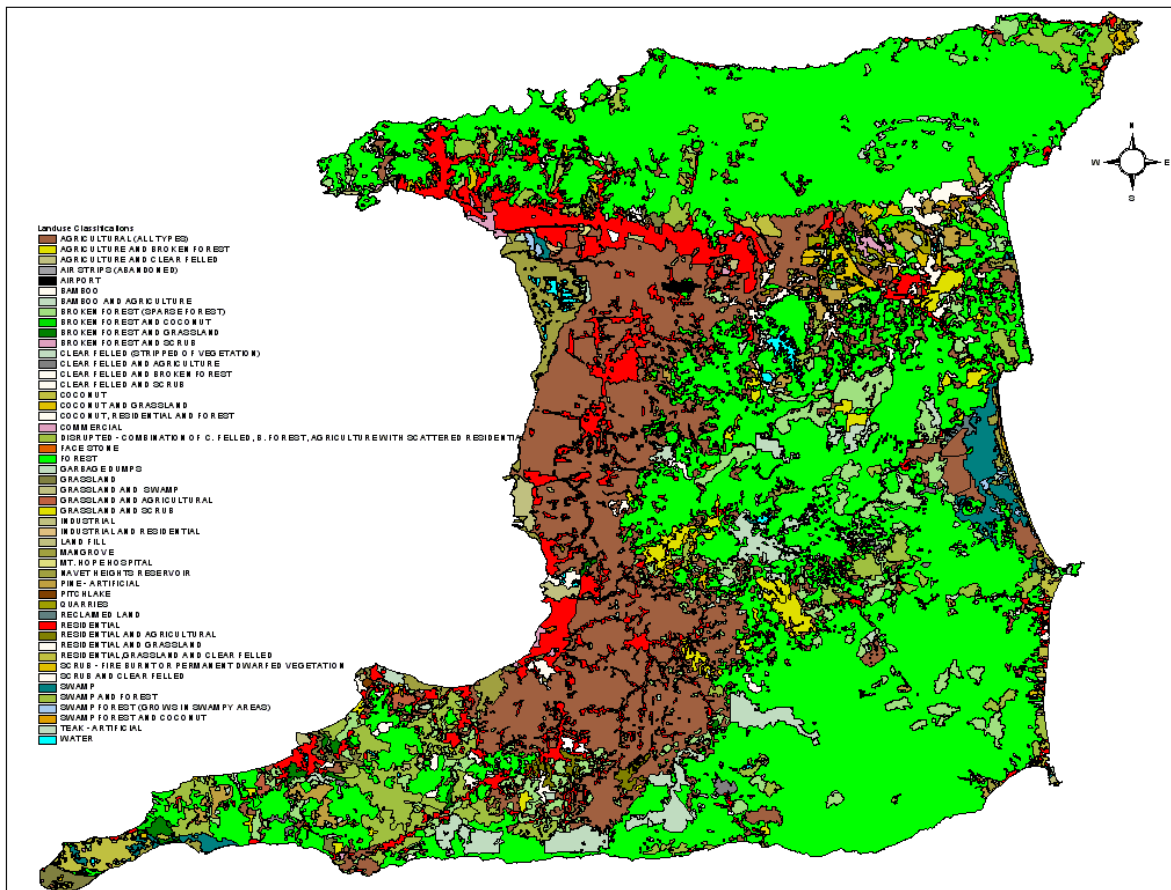 N
W E
S
Landuse Classifications
AGRICULTURAL (ALL TYPES)
AGRICULTURE AND BROKEN FOREST
AGRICULTURE AND CLEAR FELLED
AIR STRIPS (ABANDONED)
AIRPORT
BAMBOO
BAMBOO AND AGRICULTURE
BROKEN FOREST (SPARSE FOREST)
BROKEN FOREST AND COCONUT
BROKEN FOREST AND GRASSLAND
BROKEN FOREST AND SCRUB
CLEAR FELLED (STRIPPED OF VEGETATION)
CLEAR FELLED AND AGRICULTURE
CLEAR FELLED AND BROKEN FOREST
CLEAR FELLED AND SCRUB
COCONUT
COCONUT AND GRASSLAND
COCONUT, RESIDENTIAL AND FOREST
COMMERCIAL
DISRUPTED - COMBINATION OF C. FELLED, B. FOREST, AGRICULTURE WITH SCATTERED RESIDENTIAL
FACE STONE
FOREST
GARBAGE DUMPS
GRASSLAND
GRASSLAND AND SWAMP
GRASSLAND AND AGRICULTURAL
GRASSLAND AND SCRUB
INDUSTRIAL
INDUSTRIAL AND RESIDENTIAL
LAND FILL
MANGROVE
MT. HOPE HOSPITAL
NAVET HEIGHTS RESERVOIR
PINE - ARTIFICIAL
PITCH LAKE
QUARRIES
RECLAIMED LAND
RESIDENTIAL
RESIDENTIAL AND AGRICULTURAL
RESIDENTIAL AND GRASSLAND
RESIDENTIAL, GRASSLAND AND CLEAR FELLED
SCRUB - FIRE BURNT OR PERMANENT DWARFED VEGETATION
SCRUB AND CLEAR FELLED
SWAMP
SWAMP AND FOREST
SWAMP FOREST (GROWS IN SWAMPY AREAS)
SWAMP FOREST AND COCONUT
TEAK - ARTIFICIAL
WATER